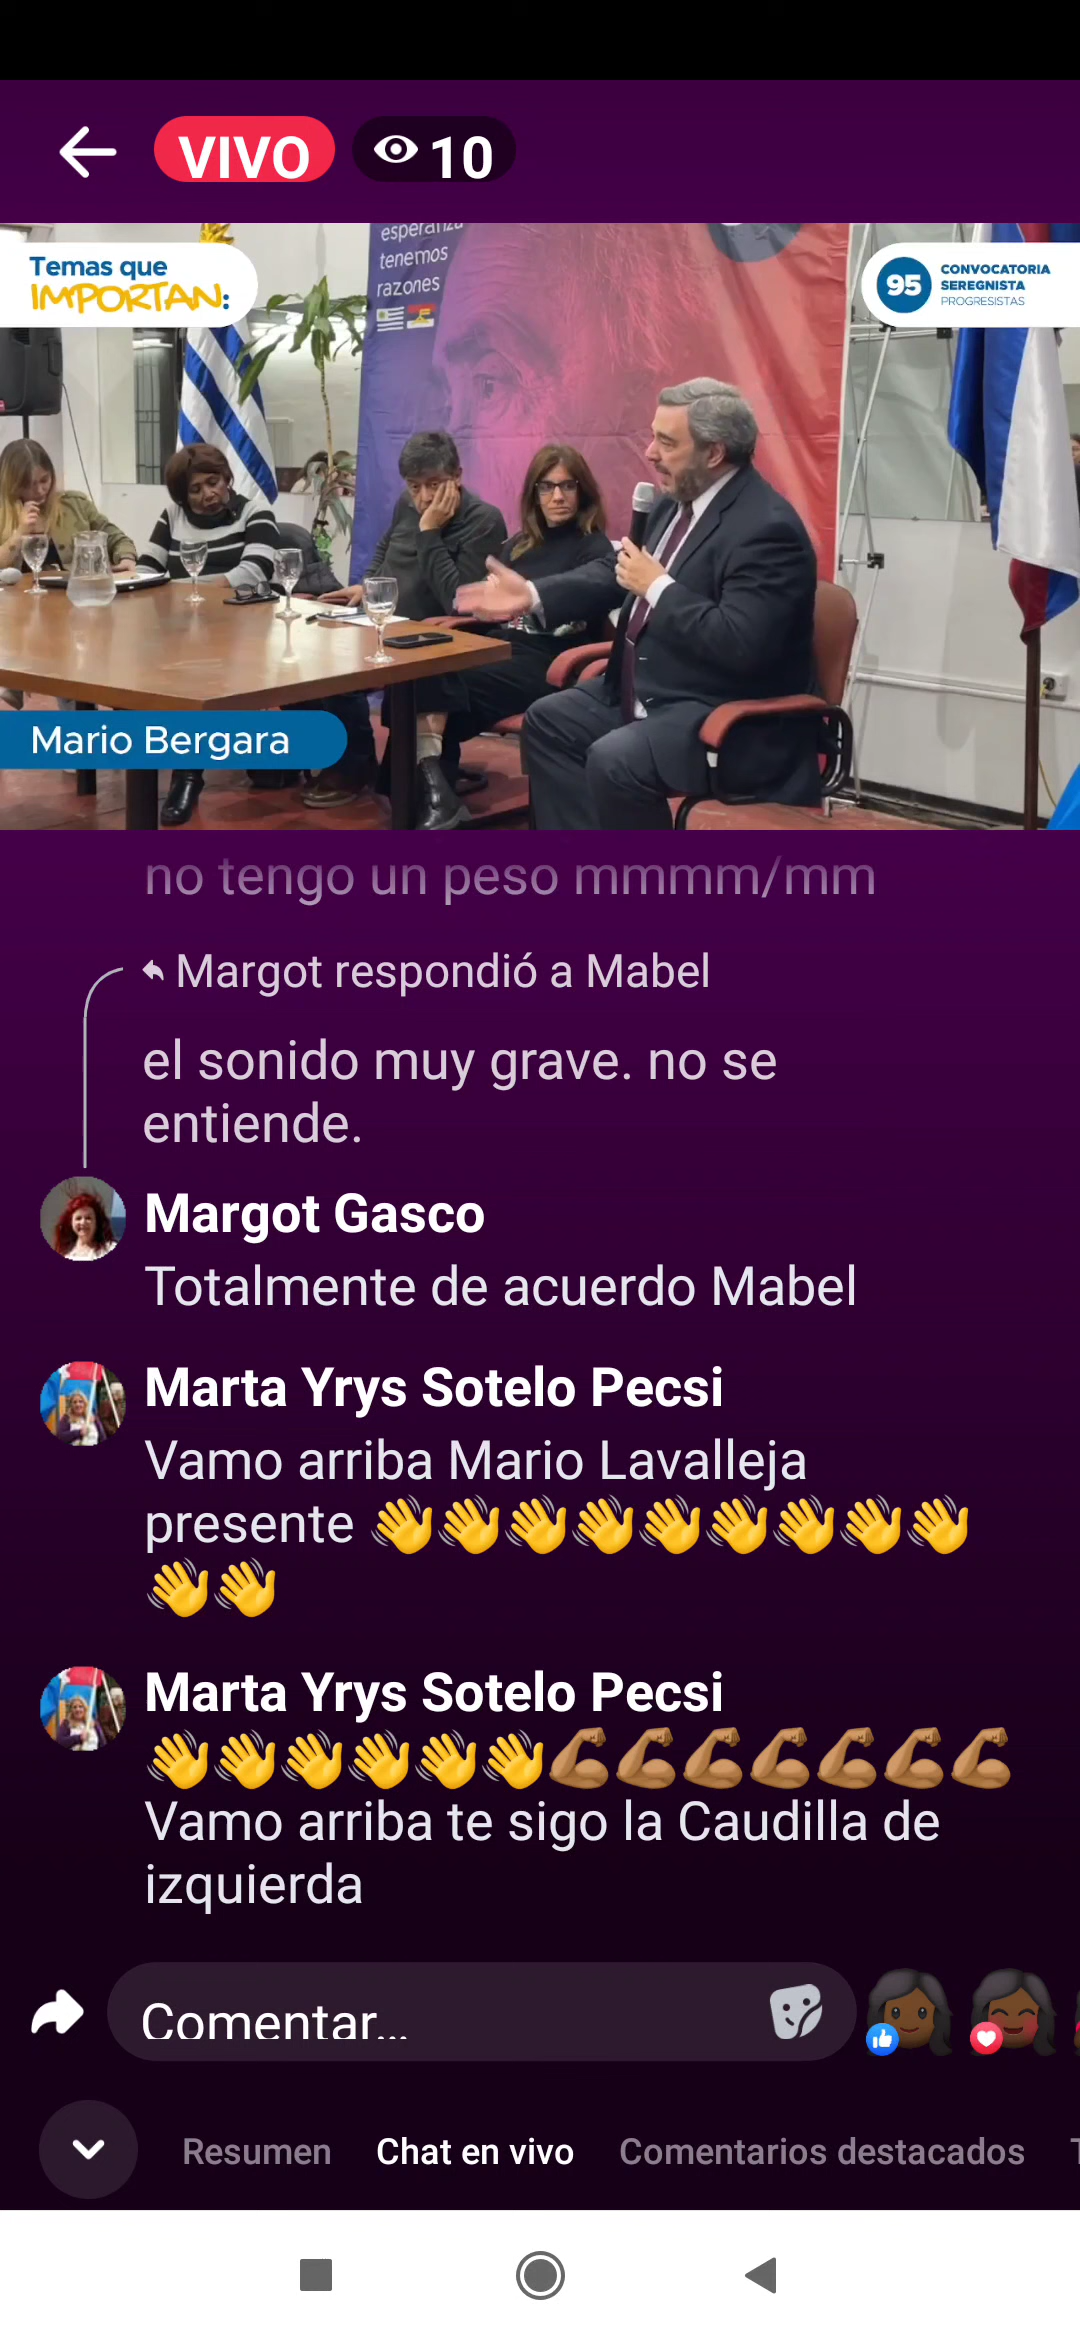 VIVO
10
esperanza
tenemos
razones
Temas que
IMPORTAN:
95
CONVOCATORIA
SEREGNISTA
PROGRESISTAS
Mario Bergara
no tengo un peso mmmm/mm
Margot respondió a Mabel
el sonido muy grave. no se
entiende.
Margot Gasco
Totalmente de acuerdo Mabel
Marta Yrys Sotelo Pecsi
Vamo arriba Mario Lavalleja
presente 👋👋👋👋👋👋👋👋👋
👋👋
Marta Yrys Sotelo Pecsi
👋👋👋👋👋👋💪🏽💪🏽💪🏽💪🏽💪🏽💪🏽💪🏽
Vamo arriba te sigo la Caudilla de
izquierda
Comentar...
Resumen
Chat en vivo
Comentarios destacados